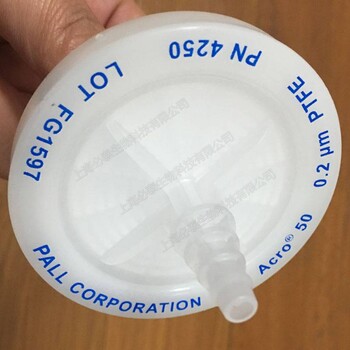 PALL CORPORATION
Acro® 50
0.2 µm PTFE
PN 4250
LOT FG1597